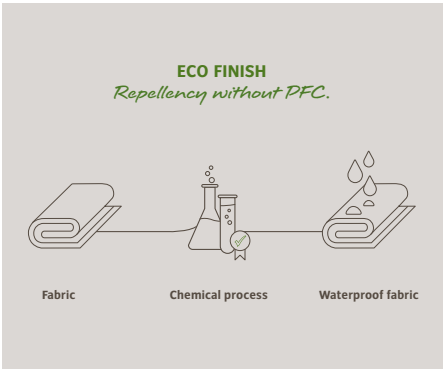 ECO FINISH
Repellency without PFC.
Fabric
Chemical process
Waterproof fabric